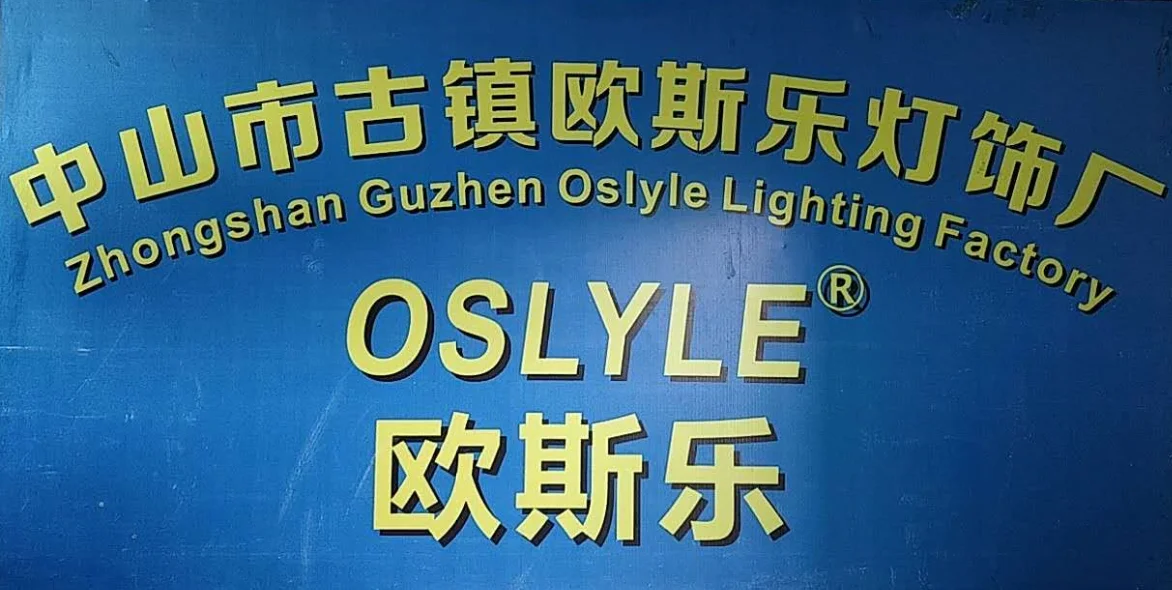 中山市古镇欧斯乐灯饰厂
Zhongshan Guzhen Oslyle Lighting Factory
OSLYLE®
欧斯乐